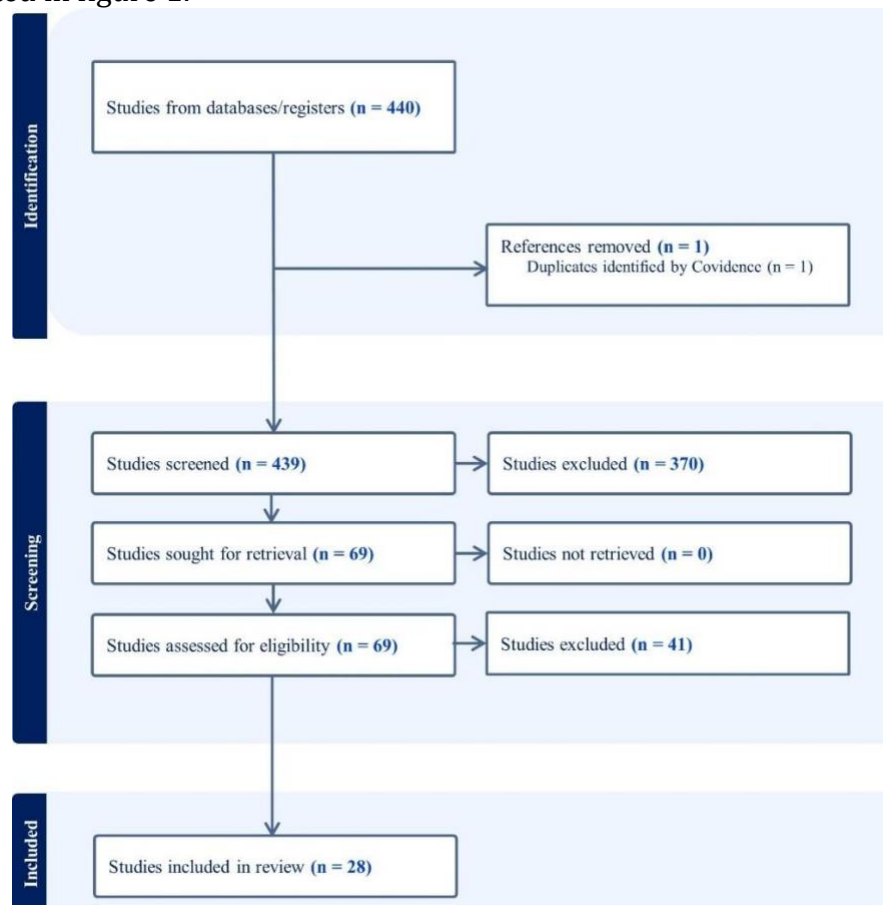 Identification
Studies from databases/registers (n = 440)
References removed (n = 1)
Duplicates identified by Covidence (n = 1)
Screening
Studies screened (n = 439)
Studies excluded (n = 370)
Studies sought for retrieval (n = 69)
Studies not retrieved (n = 0)
Studies assessed for eligibility (n = 69)
Studies excluded (n = 41)
Included
Studies included in review (n = 28)